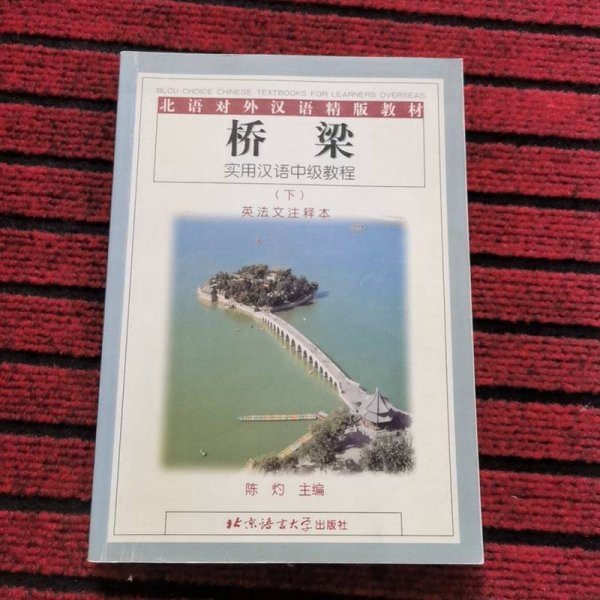 BLCU CHOICE CHINESE TEXTBOOKS FOR LEARNERS OVERSEAS
北语对外汉语精版教材
桥 梁
实用汉语中级教程
（下）
英法文注释本
陈 灼 主编
北京语言大学出版社